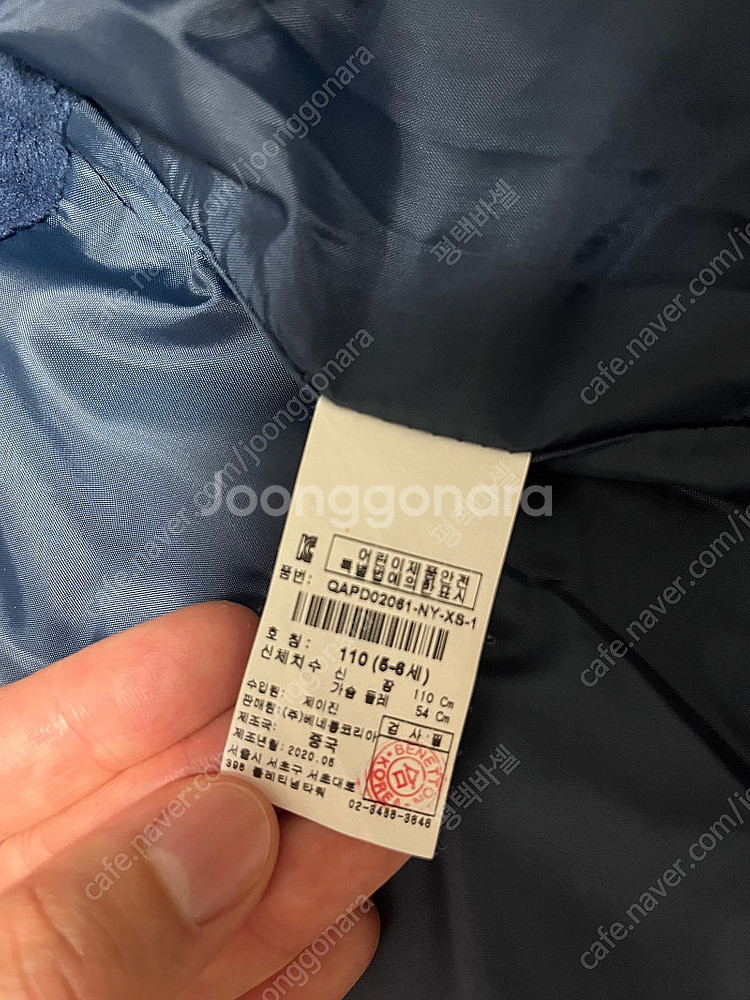 어린이제품안전
특별법에의한표시
품번: QAPD02061-NY-XS-1
호 칭: 110 (5-6세)
신체치수 신 장 110 Cm
가슴 둘레 54 Cm
수입원: 제이진
판매원: (주)베네통코리아
제조국: 중국
제조년월: 2020.05
서울시 서초구 서초대로
398 플래티넘타워
02-3488-3848
검 사 필
BENETTON
KOREA
Joonggonara
평택바셀
cafe.naver.com/joonggonara